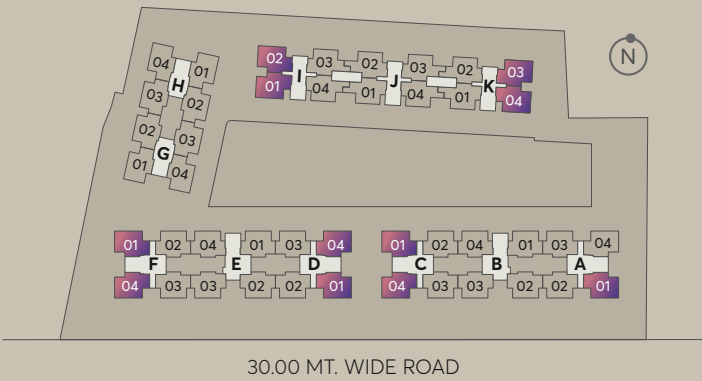 N
04 01
H
03 02
02 03
G
01 04
02 03 02 03 02 03
I J K
01 04 01 04 01 04
01 02 04 01 03 04
F E D
04 03 03 02 02 01
01 02 04 01 03 04
C B A
04 03 03 02 02 01
30.00 MT. WIDE ROAD